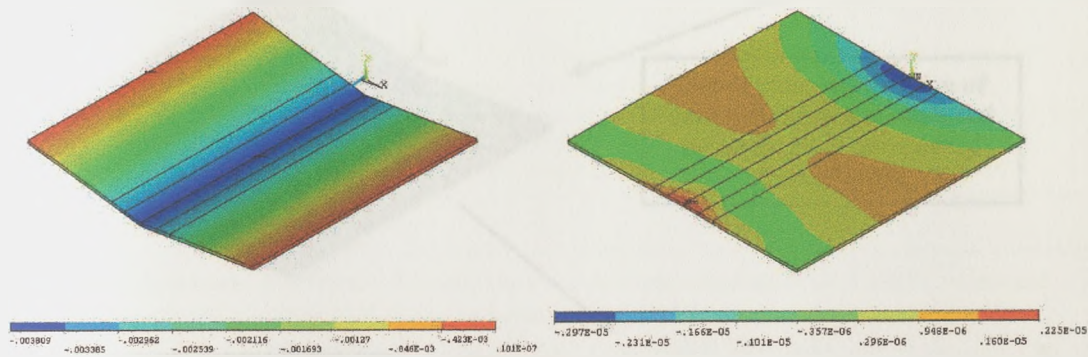 Y
X
Y
X
-.003809 -.002962 -.002116 -.00127 -.423E-03
-.003385 -.002539 -.001693 -.846E-03 .101E-07
-.297E-05 -.166E-05 -.357E-06 .948E-06 .225E-05
-.231E-05 -.101E-05 .296E-06 .160E-05